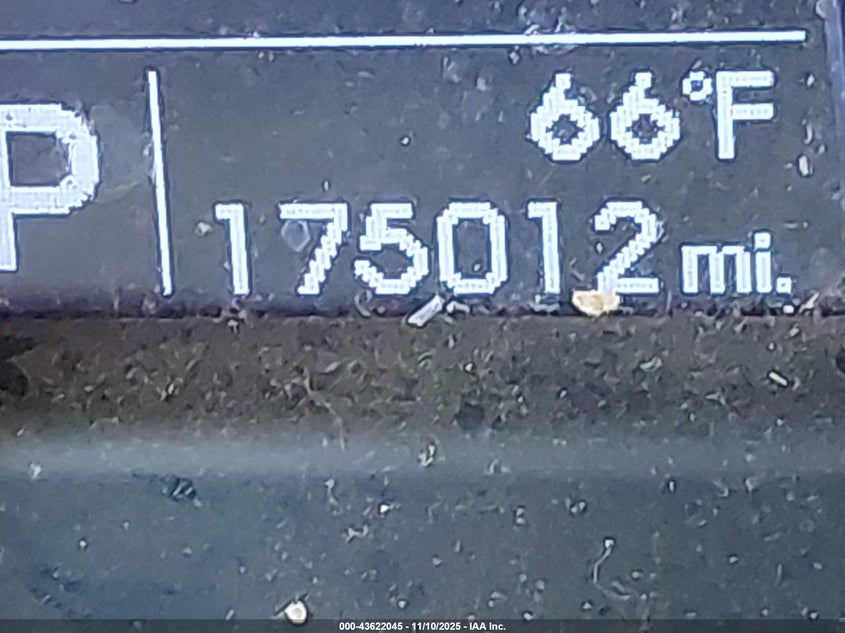 66°F
P
175012 mi.
000-43622045 - 11/10/2025 - IAA Inc.